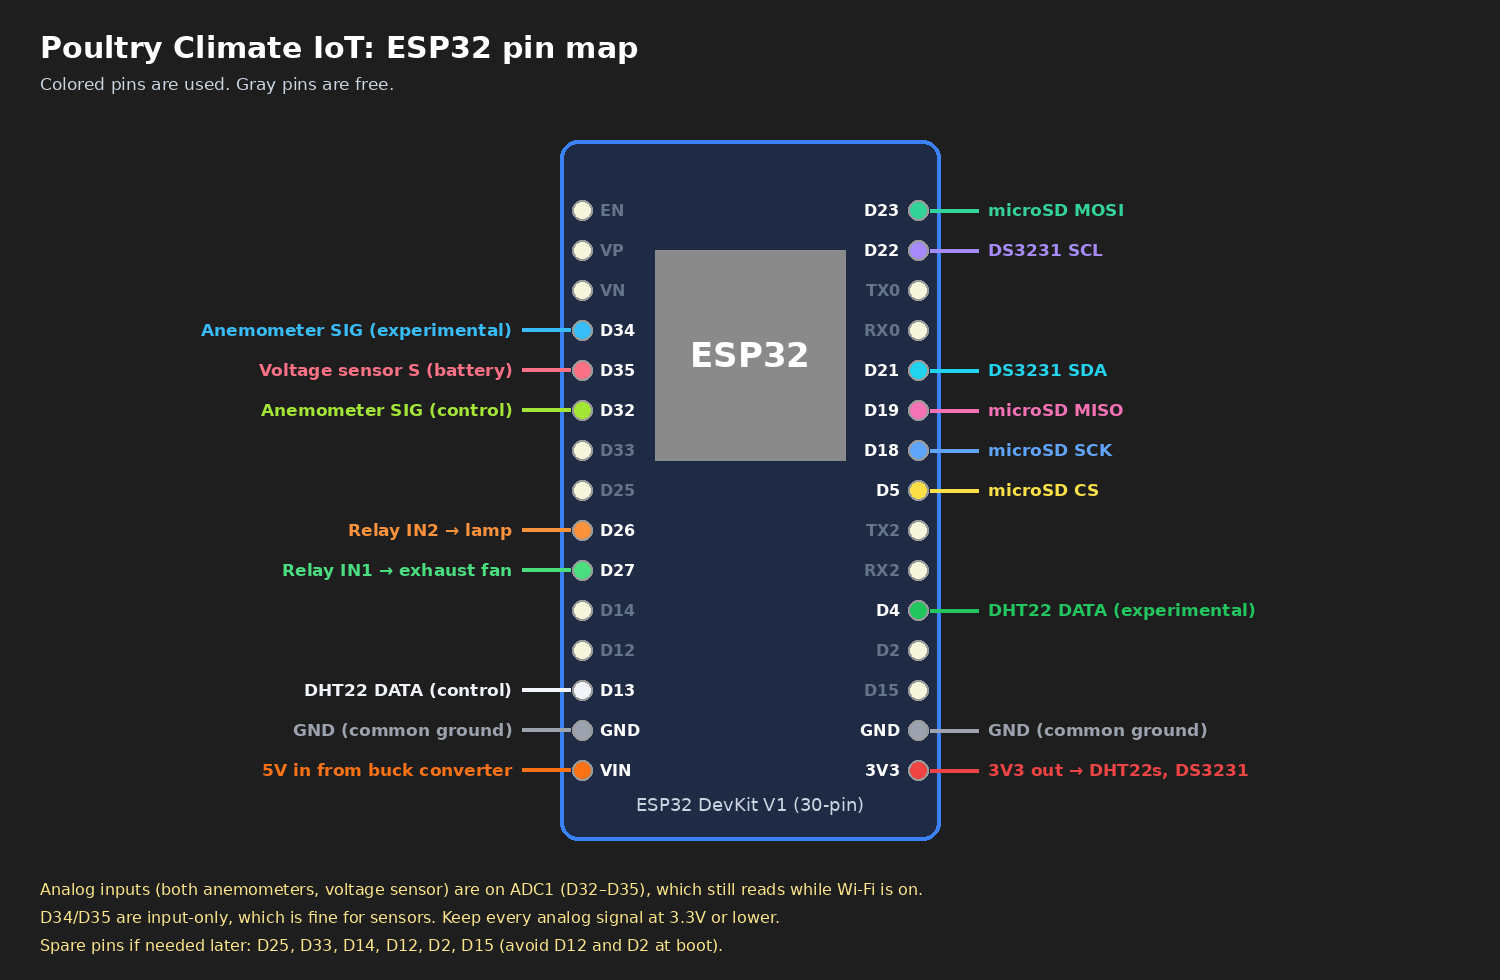 Poultry Climate IoT: ESP32 pin map
Colored pins are used. Gray pins are free.
EN
D23 microSD MOSI
VP
D22 DS3231 SCL
VN
TX0
Anemometer SIG (experimental) D34
RX0
ESP32
Voltage sensor S (battery) D35
D21 DS3231 SDA
Anemometer SIG (control) D32
D19 microSD MISO
D33
D18 microSD SCK
D25
D5 microSD CS
Relay IN2 → lamp D26
TX2
Relay IN1 → exhaust fan D27
RX2
D14
D4 DHT22 DATA (experimental)
D12
D2
DHT22 DATA (control) D13
D15
GND (common ground) GND
GND GND (common ground)
5V in from buck converter VIN
3V3 3V3 out → DHT22s, DS3231
ESP32 DevKit V1 (30-pin)
Analog inputs (both anemometers, voltage sensor) are on ADC1 (D32–D35), which still reads while Wi-Fi is on.
D34/D35 are input-only, which is fine for sensors. Keep every analog signal at 3.3V or lower.
Spare pins if needed later: D25, D33, D14, D12, D2, D15 (avoid D12 and D2 at boot).